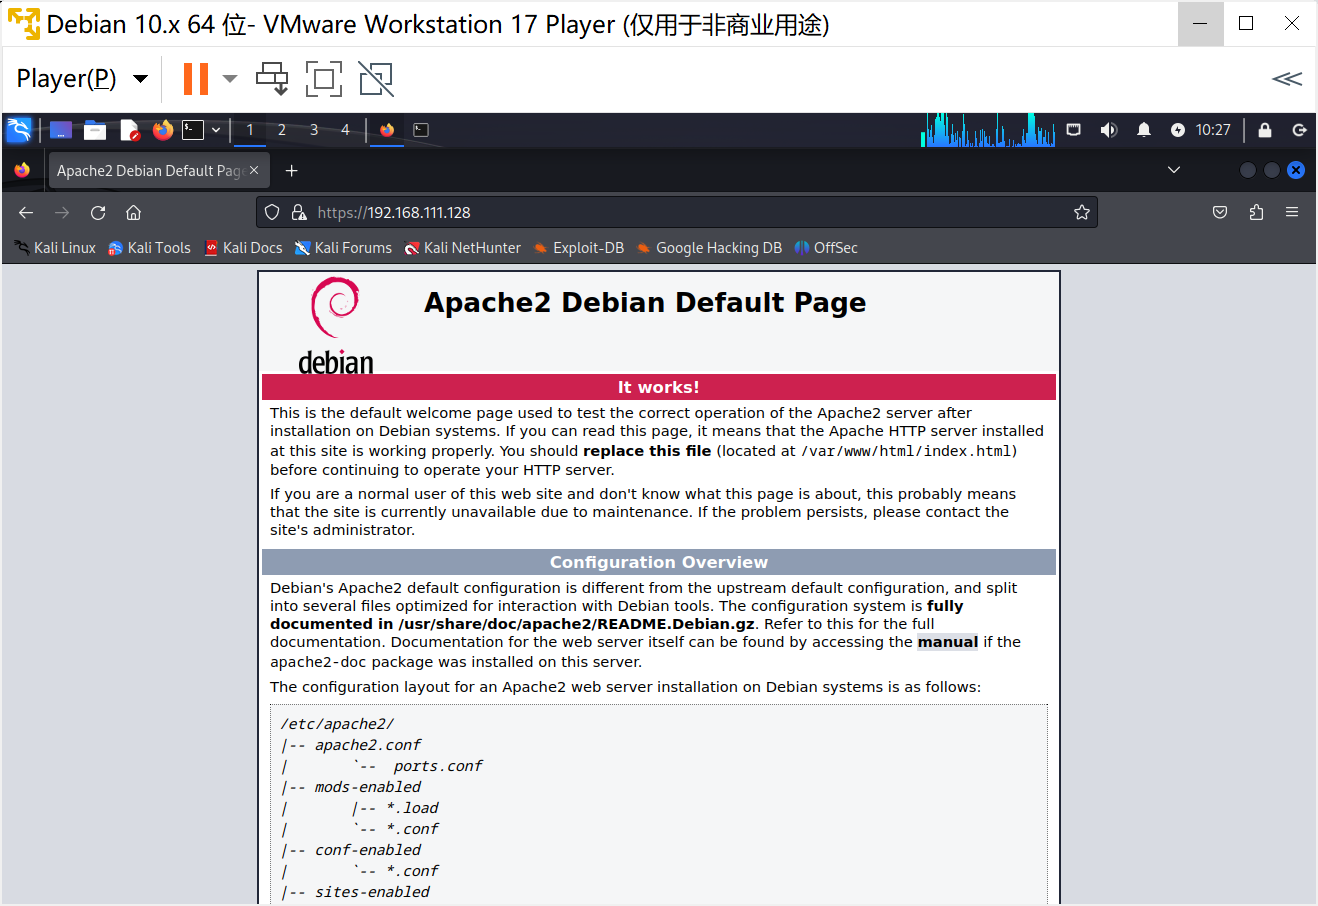 Debian 10.x 64 位- VMware Workstation 17 Player (仅用于非商业用途)
Player(P)
1 2 3 4 10:27
Apache2 Debian Default Pag
https://192.168.111.128
Kali Linux Kali Tools Kali Docs Kali Forums Kali NetHunter Exploit-DB Google Hacking DB OffSec
debian
Apache2 Debian Default Page
It works!
This is the default welcome page used to test the correct operation of the Apache2 server after
installation on Debian systems. If you can read this page, it means that the Apache HTTP server installed
at this site is working properly. You should replace this file (located at /var/www/html/index.html)
before continuing to operate your HTTP server.
If you are a normal user of this web site and don't know what this page is about, this probably means
that the site is currently unavailable due to maintenance. If the problem persists, please contact the
site's administrator.
Configuration Overview
Debian's Apache2 default configuration is different from the upstream default configuration, and split
into several files optimized for interaction with Debian tools. The configuration system is fully
documented in /usr/share/doc/apache2/README.Debian.gz. Refer to this for the full
documentation. Documentation for the web server itself can be found by accessing the manual if the
apache2-doc package was installed on this server.
The configuration layout for an Apache2 web server installation on Debian systems is as follows:
/etc/apache2/
|-- apache2.conf
|       `--  ports.conf
|-- mods-enabled
|       |-- *.load
|       `-- *.conf
|-- conf-enabled
|       `-- *.conf
|-- sites-enabled